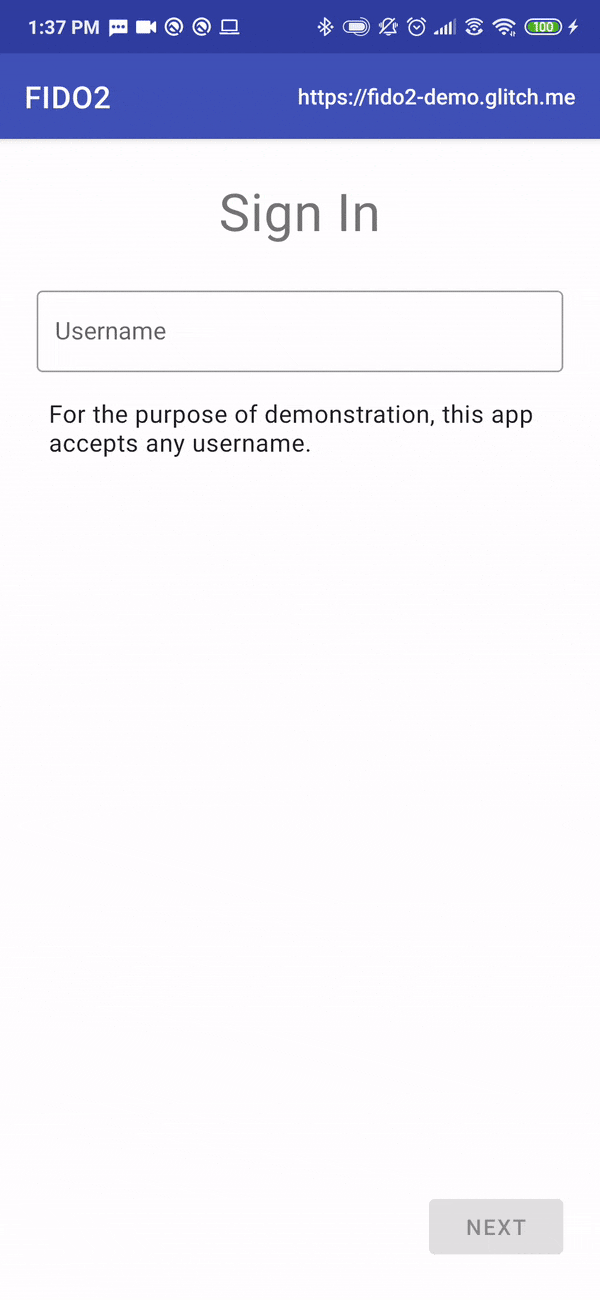 1:37 PM
100
FIDO2
https://fido2-demo.glitch.me
Sign In
Username
For the purpose of demonstration, this app
accepts any username.
NEXT